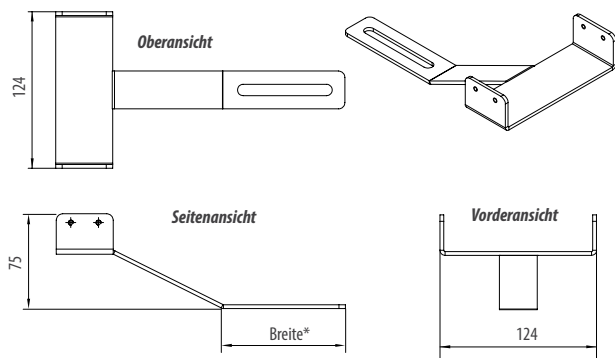 Oberansicht
124
Seitenansicht
75
Breite*
Vorderansicht
124